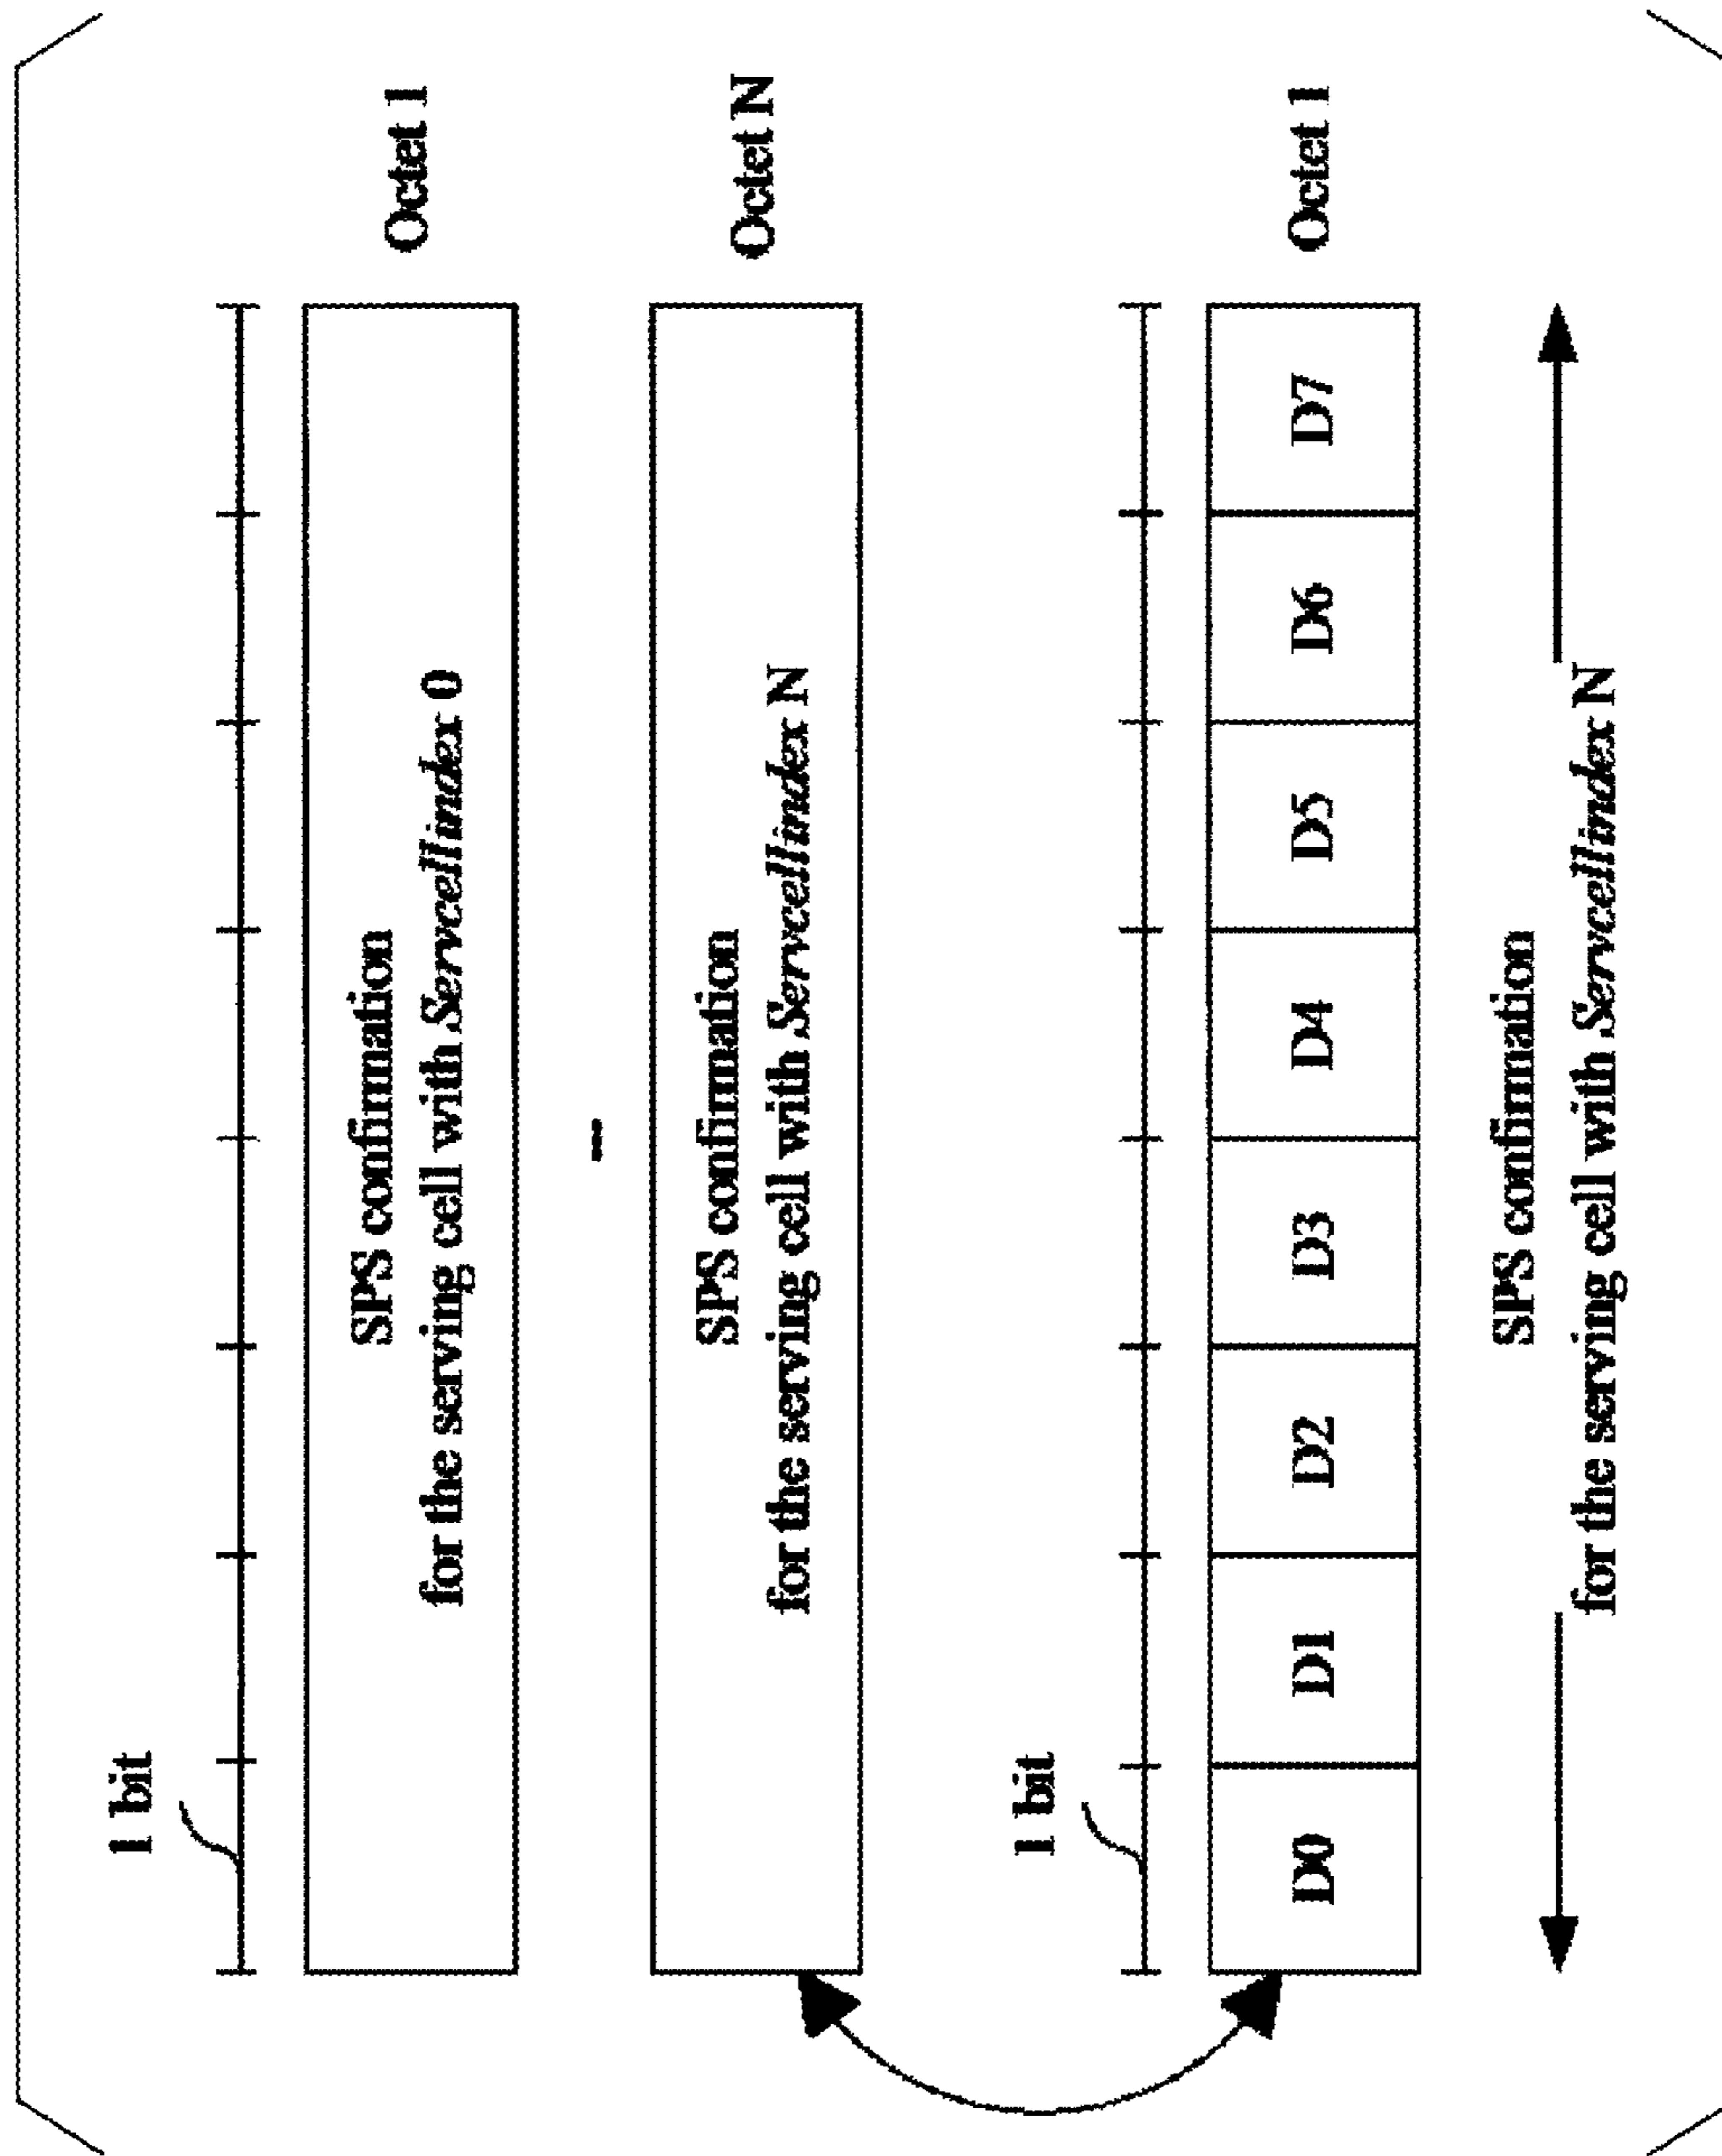 1 bit
SPS confirmation
for the serving cell with Servcellindex 0
Octet 1
...
SPS confirmation
for the serving cell with Servcellindex N
Octet N
1 bit
D0 D1 D2 D3 D4 D5 D6 D7
Octet 1
SPS confirmation
for the serving cell with Servcellindex N